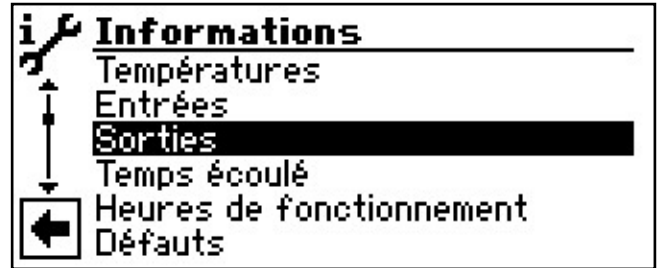 i Informations
Températures
Entrées
Sorties
Temps écoulé
Heures de fonctionnement
Défauts